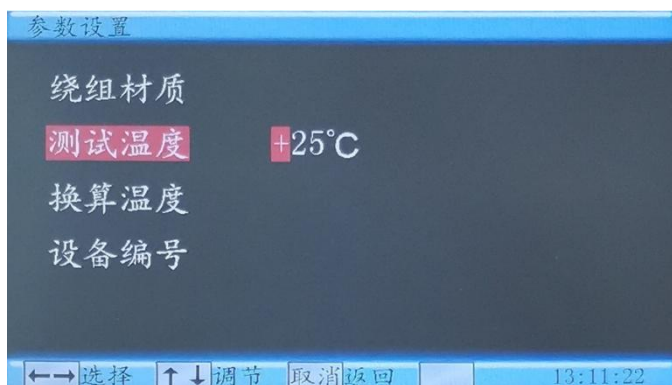 参数设置
绕组材质
测试温度 +25℃
换算温度
设备编号
←→选择 ↑↓调节 取消返回 13:11:22